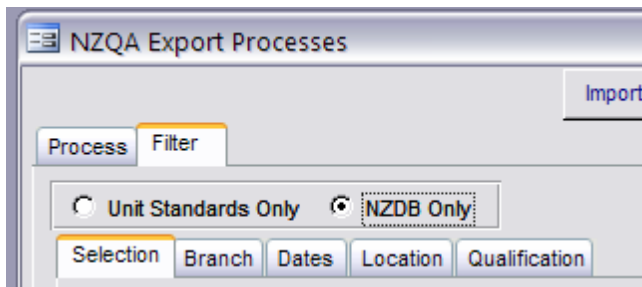 NZQA Export Processes
Import
Process Filter
Unit Standards Only NZDB Only
Selection Branch Dates Location Qualification